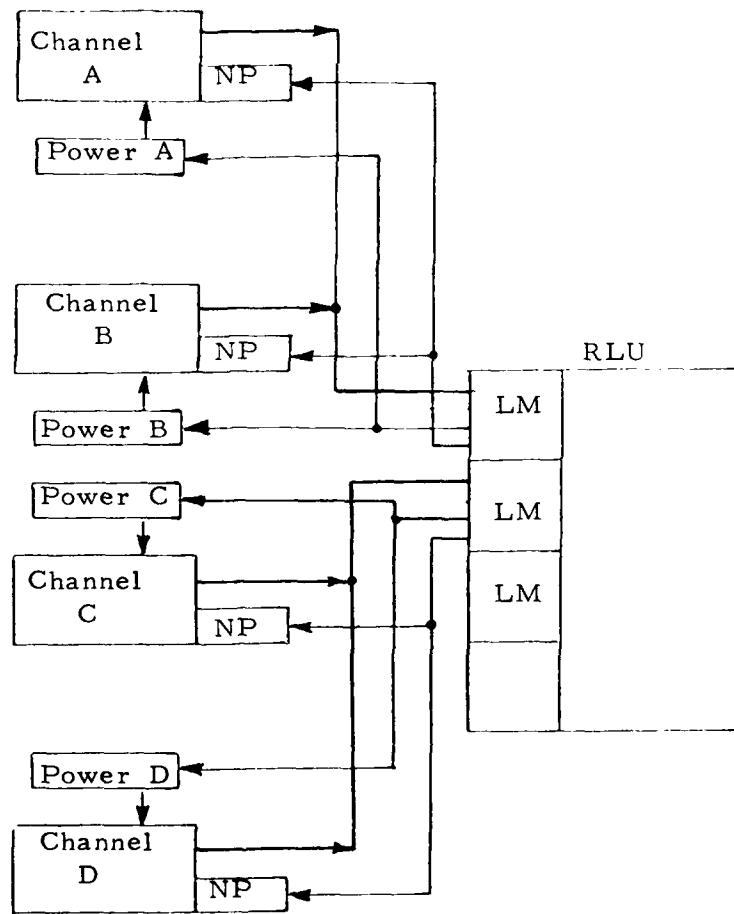 Channel
A
NP
Power A
Channel
B
NP
Power B
RLU
LM
Power C
LM
Channel
C
NP
LM
Power D
Channel
D
NP